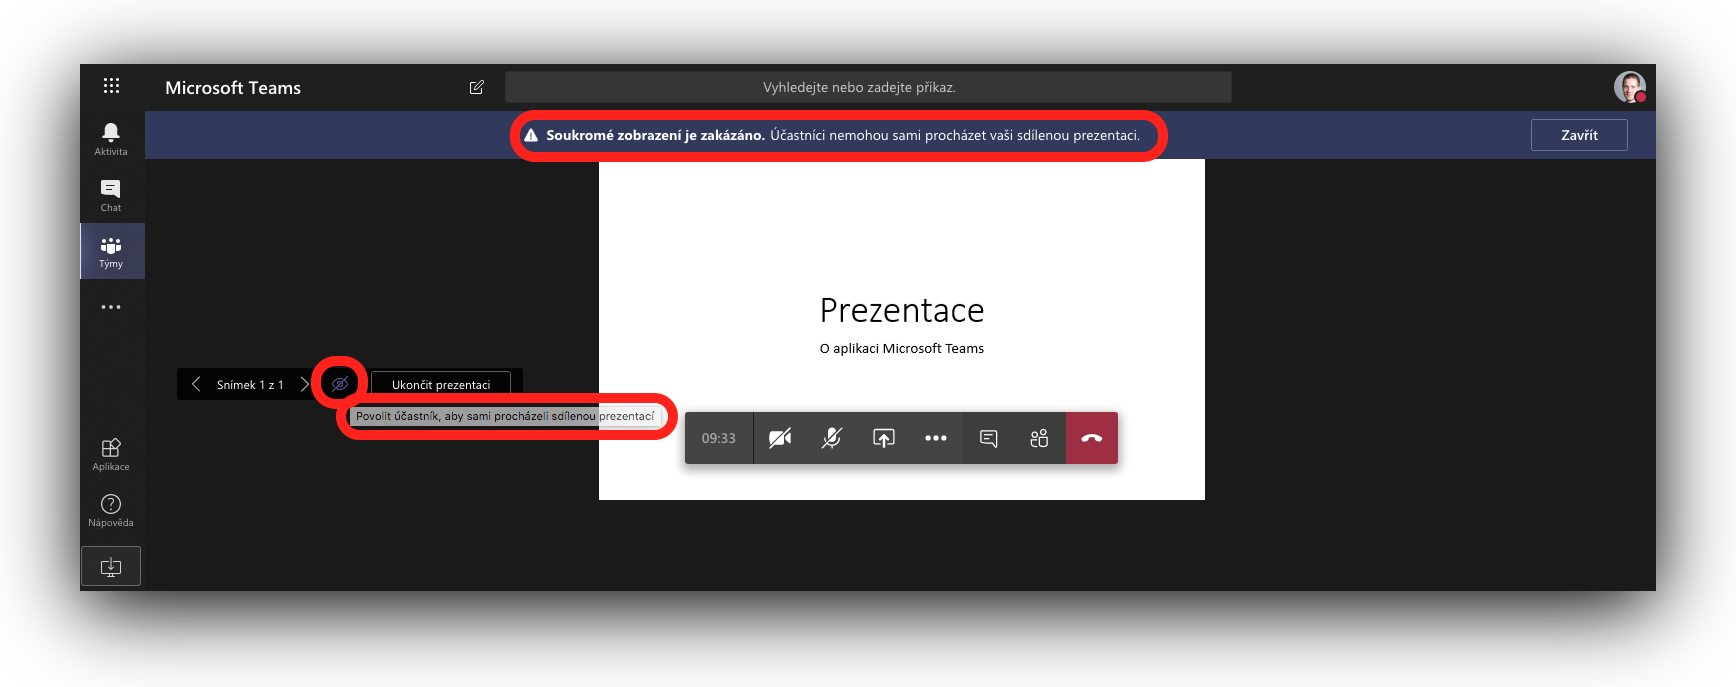 Microsoft Teams
Vyhledejte nebo zadejte příkaz.
Soukromé zobrazení je zakázáno. Účastníci nemohou sami procházet vaši sdílenou prezentaci.
Zavřít
Aktivita
Chat
Týmy
Prezentace
O aplikaci Microsoft Teams
Snímek 1 z 1
Ukončit prezentaci
Povolit účastník, aby sami procházeli sdílenou prezentací
09:33
Aplikace
Nápověda